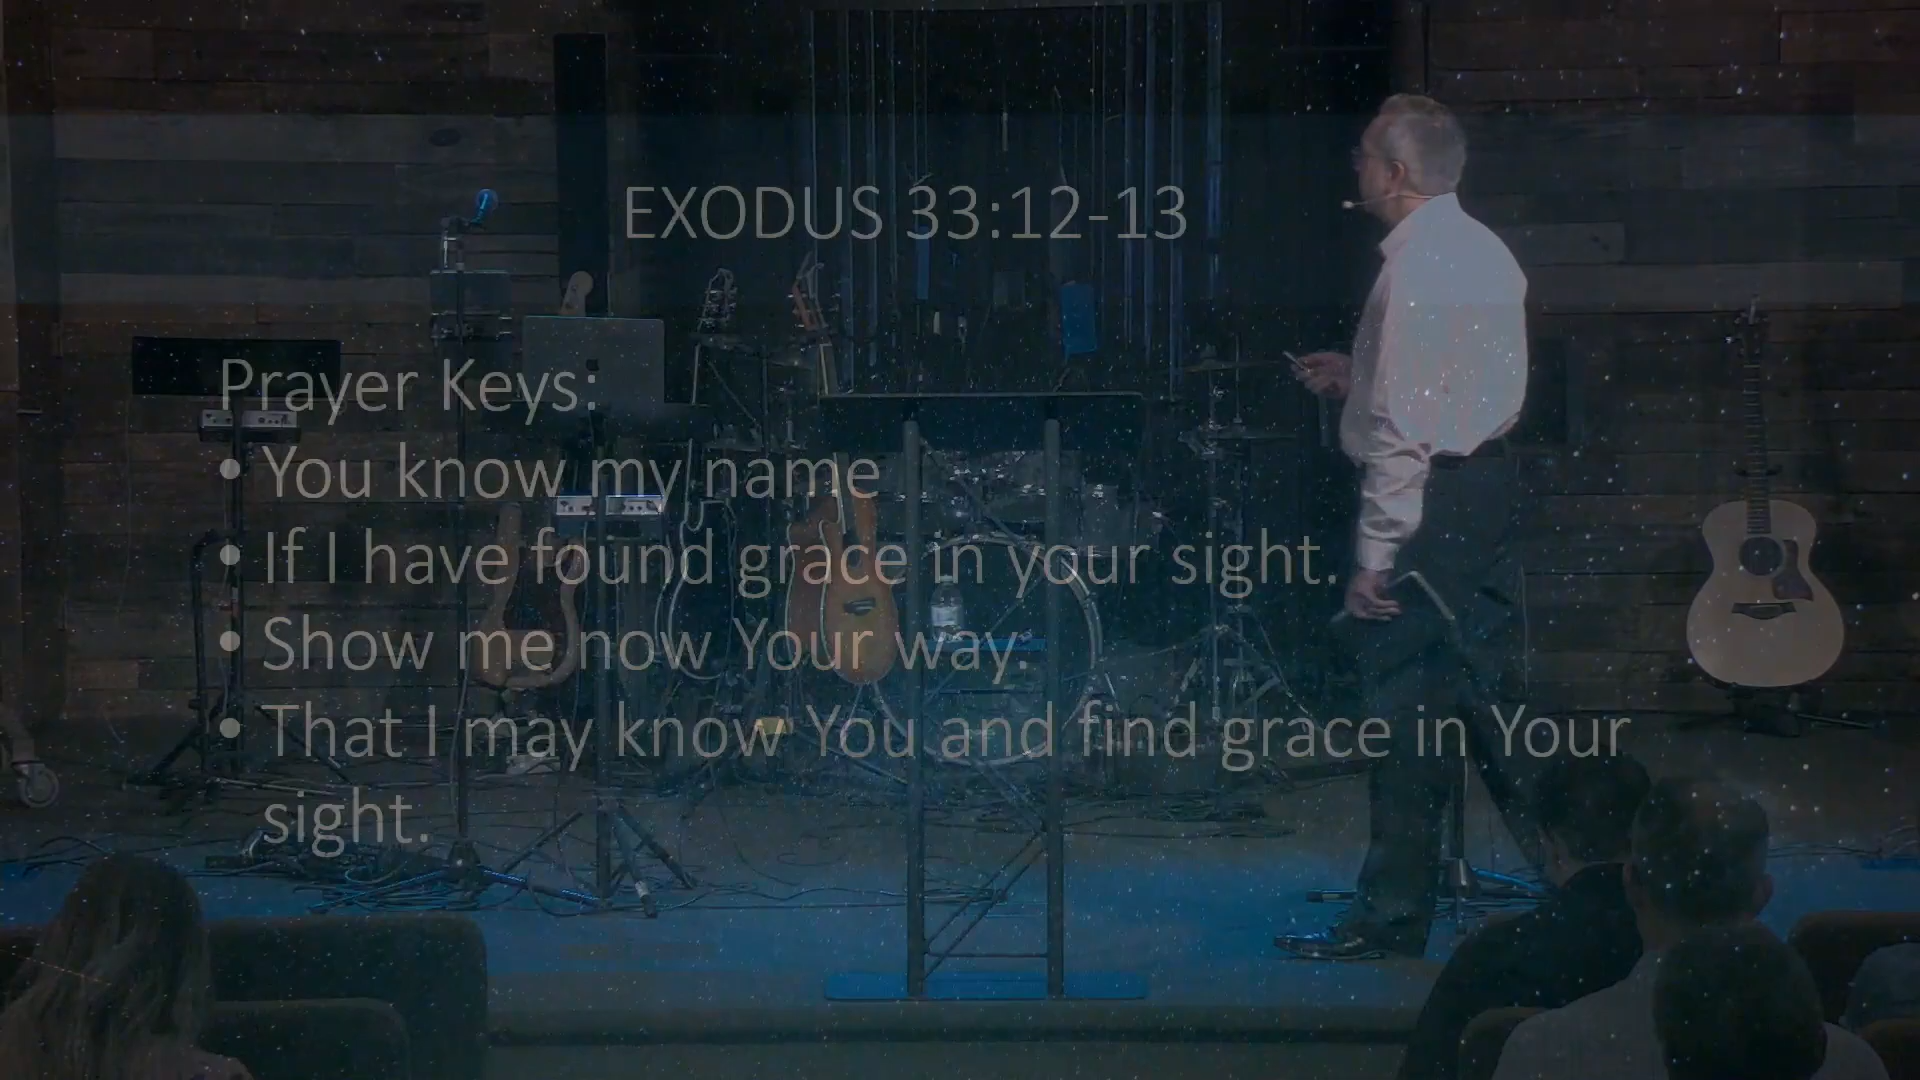 EXODUS 33:12-13
Prayer Keys:
• You know my name
• If I have found grace in your sight.
• Show me now Your way.
• That I may know You and find grace in Your
sight.